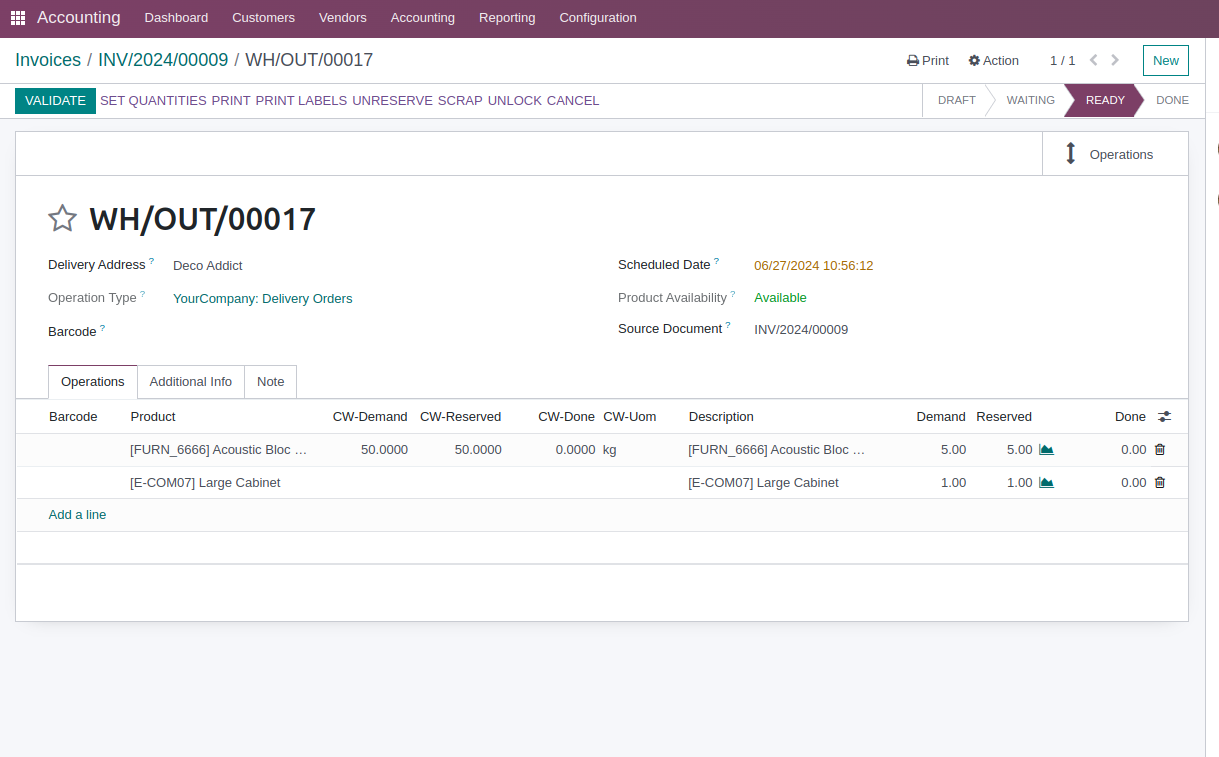 Accounting Dashboard Customers Vendors Accounting Reporting Configuration
Invoices / INV/2024/00009 / WH/OUT/00017 Print Action 1 / 1 New
VALIDATE SET QUANTITIES PRINT PRINT LABELS UNRESERVE SCRAP UNLOCK CANCEL DRAFT WAITING READY DONE
Operations
WH/OUT/00017
Delivery Address ? Deco Addict Scheduled Date ? 06/27/2024 10:56:12
Operation Type ? YourCompany: Delivery Orders Product Availability ? Available
Barcode ? Source Document ? INV/2024/00009
Operations Additional Info Note
Barcode Product CW-Demand CW-Reserved CW-Done CW-Uom Description Demand Reserved Done
[FURN_6666] Acoustic Bloc … 50.0000 50.0000 0.0000 kg [FURN_6666] Acoustic Bloc … 5.00 5.00 0.00
[E-COM07] Large Cabinet [E-COM07] Large Cabinet 1.00 1.00 0.00
Add a line